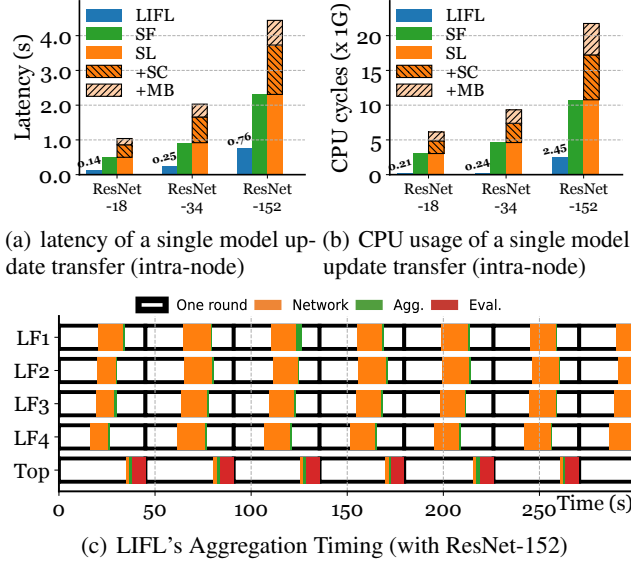 LIFL
SF
SL
+SC
+MB
Latency (s)
4.0
3.0
2.0
1.0
0.0
0.14
0.25
0.76
ResNet
-18
ResNet
-34
ResNet
-152
(a) latency of a single model up-
date transfer (intra-node)
LIFL
SF
SL
+SC
+MB
CPU cycles (x 1G)
20
15
10
5
0
0.21
0.24
2.45
ResNet
-18
ResNet
-34
ResNet
-152
(b) CPU usage of a single model
update transfer (intra-node)
One round Network Agg. Eval.
LF1
LF2
LF3
LF4
Top
0 50 100 150 200 250 Time (s)
(c) LIFL's Aggregation Timing (with ResNet-152)